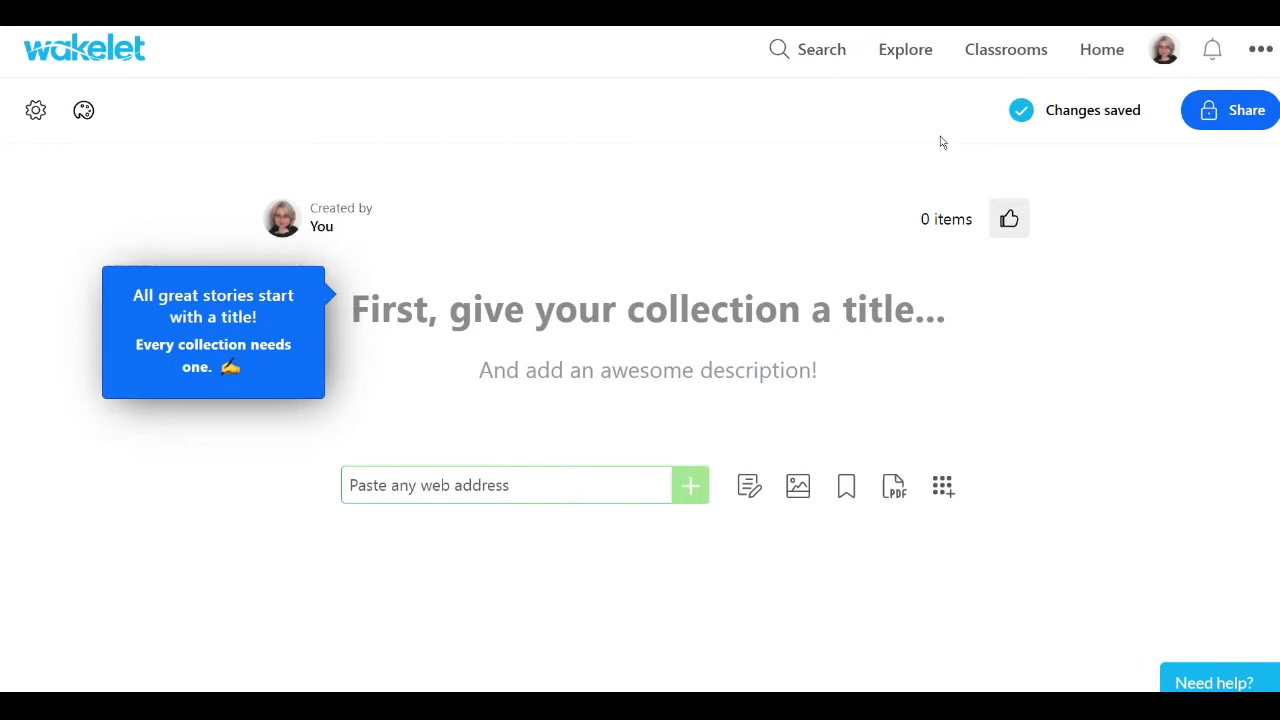 wakelet
Search
Explore
Classrooms
Home
Changes saved
Share
Created by
You
0 items
All great stories start
with a title!
Every collection needs
one. ✍
First, give your collection a title...
And add an awesome description!
Paste any web address
PDF
Need help?